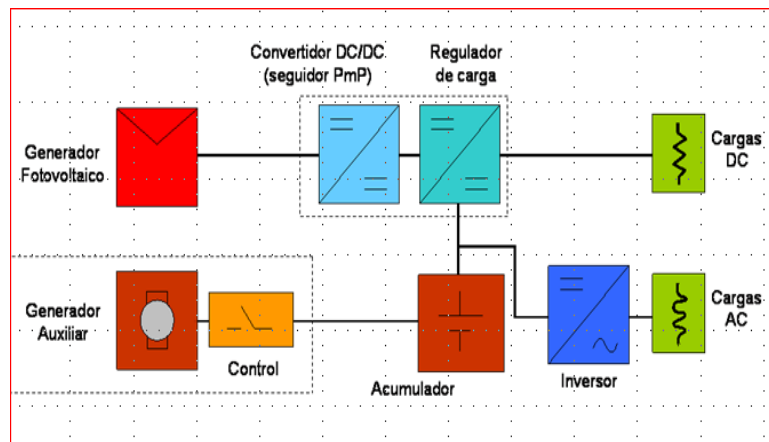 Convertidor DC/DC
(seguidor PmP)
Regulador
de carga
Generador
Fotovoltaico
Cargas
DC
Generador
Auxiliar
Control
Acumulador
Inversor
Cargas
AC